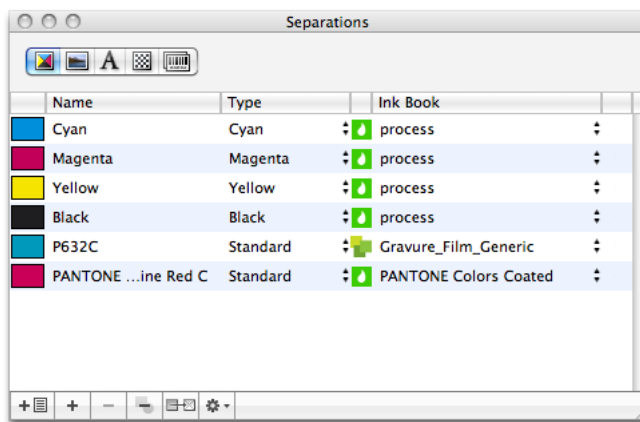 Separations
A
Name Type Ink Book
Cyan Cyan process
Magenta Magenta process
Yellow Yellow process
Black Black process
P632C Standard Gravure_Film_Generic
PANTONE ...ine Red C Standard PANTONE Colors Coated